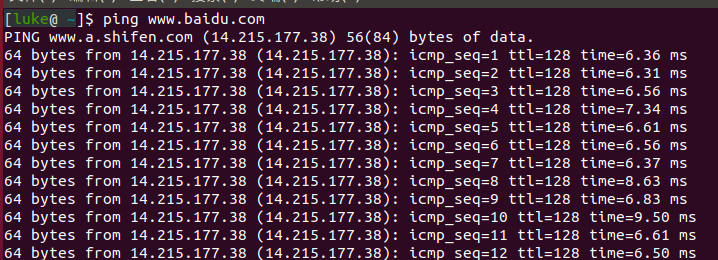 [luke@ ~]$ ping www.baidu.com
PING www.a.shifen.com (14.215.177.38) 56(84) bytes of data.
64 bytes from 14.215.177.38 (14.215.177.38): icmp_seq=1 ttl=128 time=6.36 ms
64 bytes from 14.215.177.38 (14.215.177.38): icmp_seq=2 ttl=128 time=6.31 ms
64 bytes from 14.215.177.38 (14.215.177.38): icmp_seq=3 ttl=128 time=6.56 ms
64 bytes from 14.215.177.38 (14.215.177.38): icmp_seq=4 ttl=128 time=7.34 ms
64 bytes from 14.215.177.38 (14.215.177.38): icmp_seq=5 ttl=128 time=6.61 ms
64 bytes from 14.215.177.38 (14.215.177.38): icmp_seq=6 ttl=128 time=6.56 ms
64 bytes from 14.215.177.38 (14.215.177.38): icmp_seq=7 ttl=128 time=6.37 ms
64 bytes from 14.215.177.38 (14.215.177.38): icmp_seq=8 ttl=128 time=8.63 ms
64 bytes from 14.215.177.38 (14.215.177.38): icmp_seq=9 ttl=128 time=6.83 ms
64 bytes from 14.215.177.38 (14.215.177.38): icmp_seq=10 ttl=128 time=9.50 ms
64 bytes from 14.215.177.38 (14.215.177.38): icmp_seq=11 ttl=128 time=6.61 ms
64 bytes from 14.215.177.38 (14.215.177.38): icmp_seq=12 ttl=128 time=6.50 ms